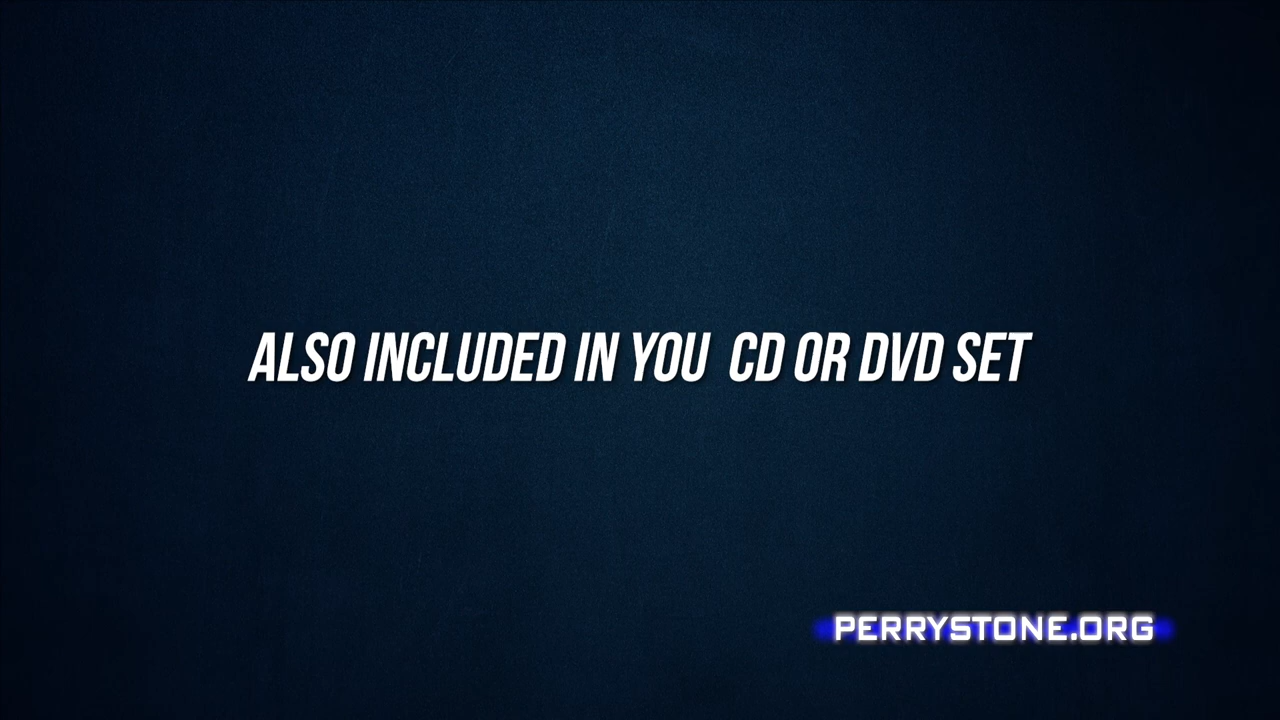 ALSO INCLUDED IN YOU  CD OR DVD SET
PERRYSTONE.ORG